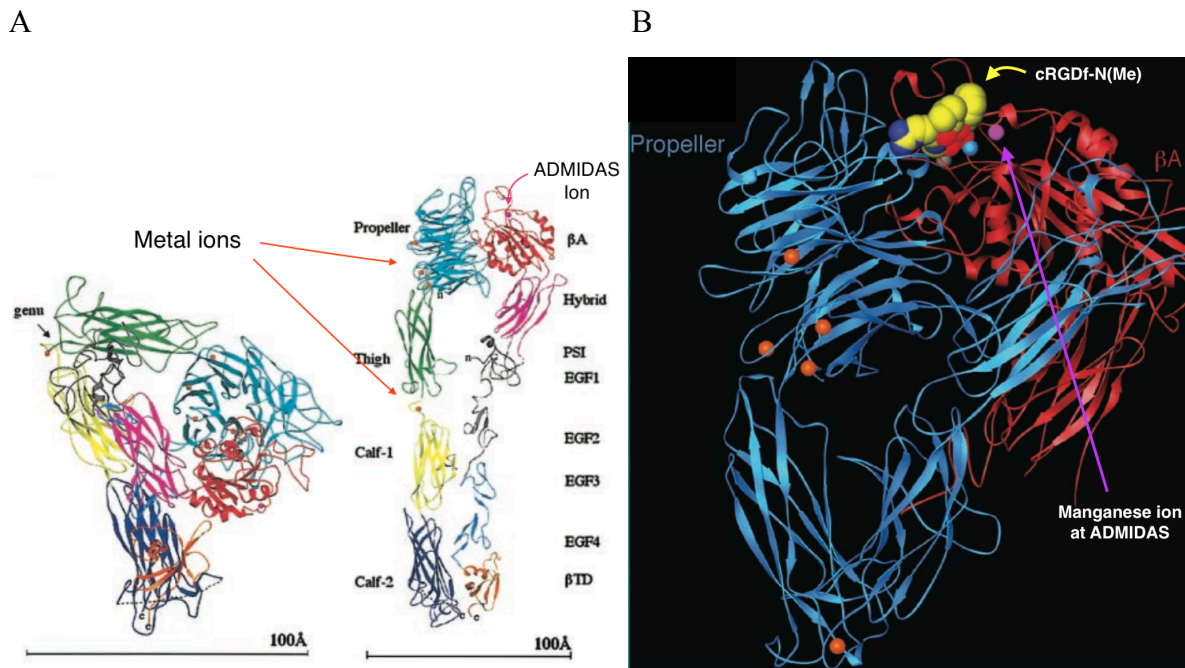 A
B
cRGDf-N(Me)
Propeller
βA
ADMIDAS
Ion
Metal ions
Propeller
βA
n
Hybrid
genu
Thigh
n
PSI
EGF1
EGF2
Calf-1
EGF3
EGF4
Calf-2
βTD
c
c
c
c
100Å
100Å
Manganese ion
at ADMIDAS